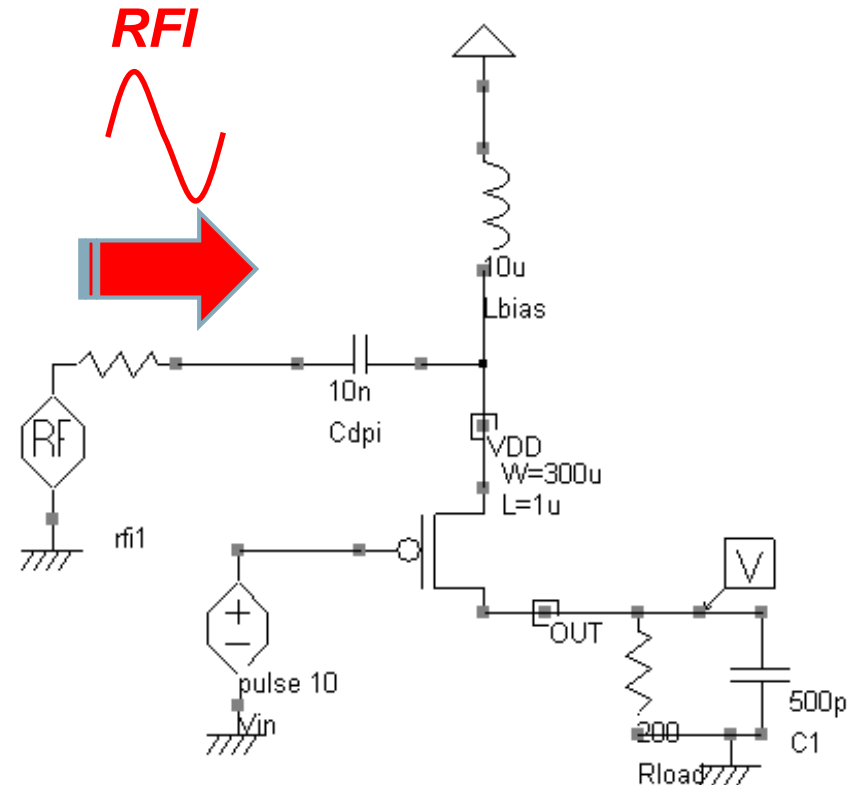 RFI
10u
Lbias
10n
Cdpi
RF
VDD
W=300u
L=1u
rfi1
V
OUT
pulse 10
Vin
500p
200
C1
Rload